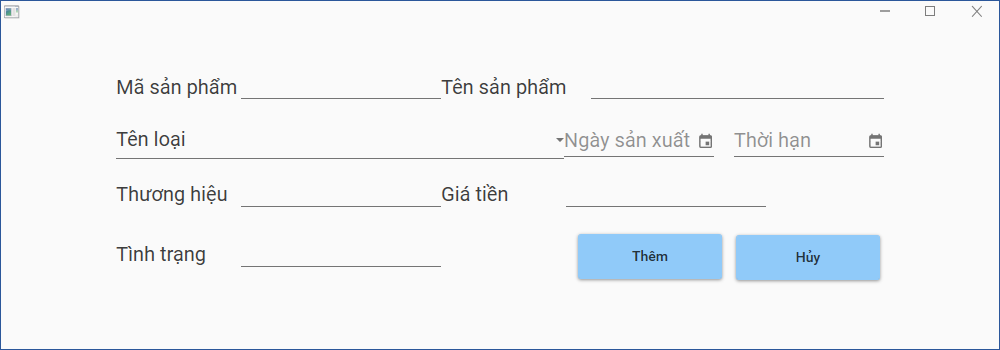 Mã sản phẩm Tên sản phẩm
Tên loại Ngày sản xuất Thời hạn
Thương hiệu Giá tiền
Tình trạng Thêm Hủy